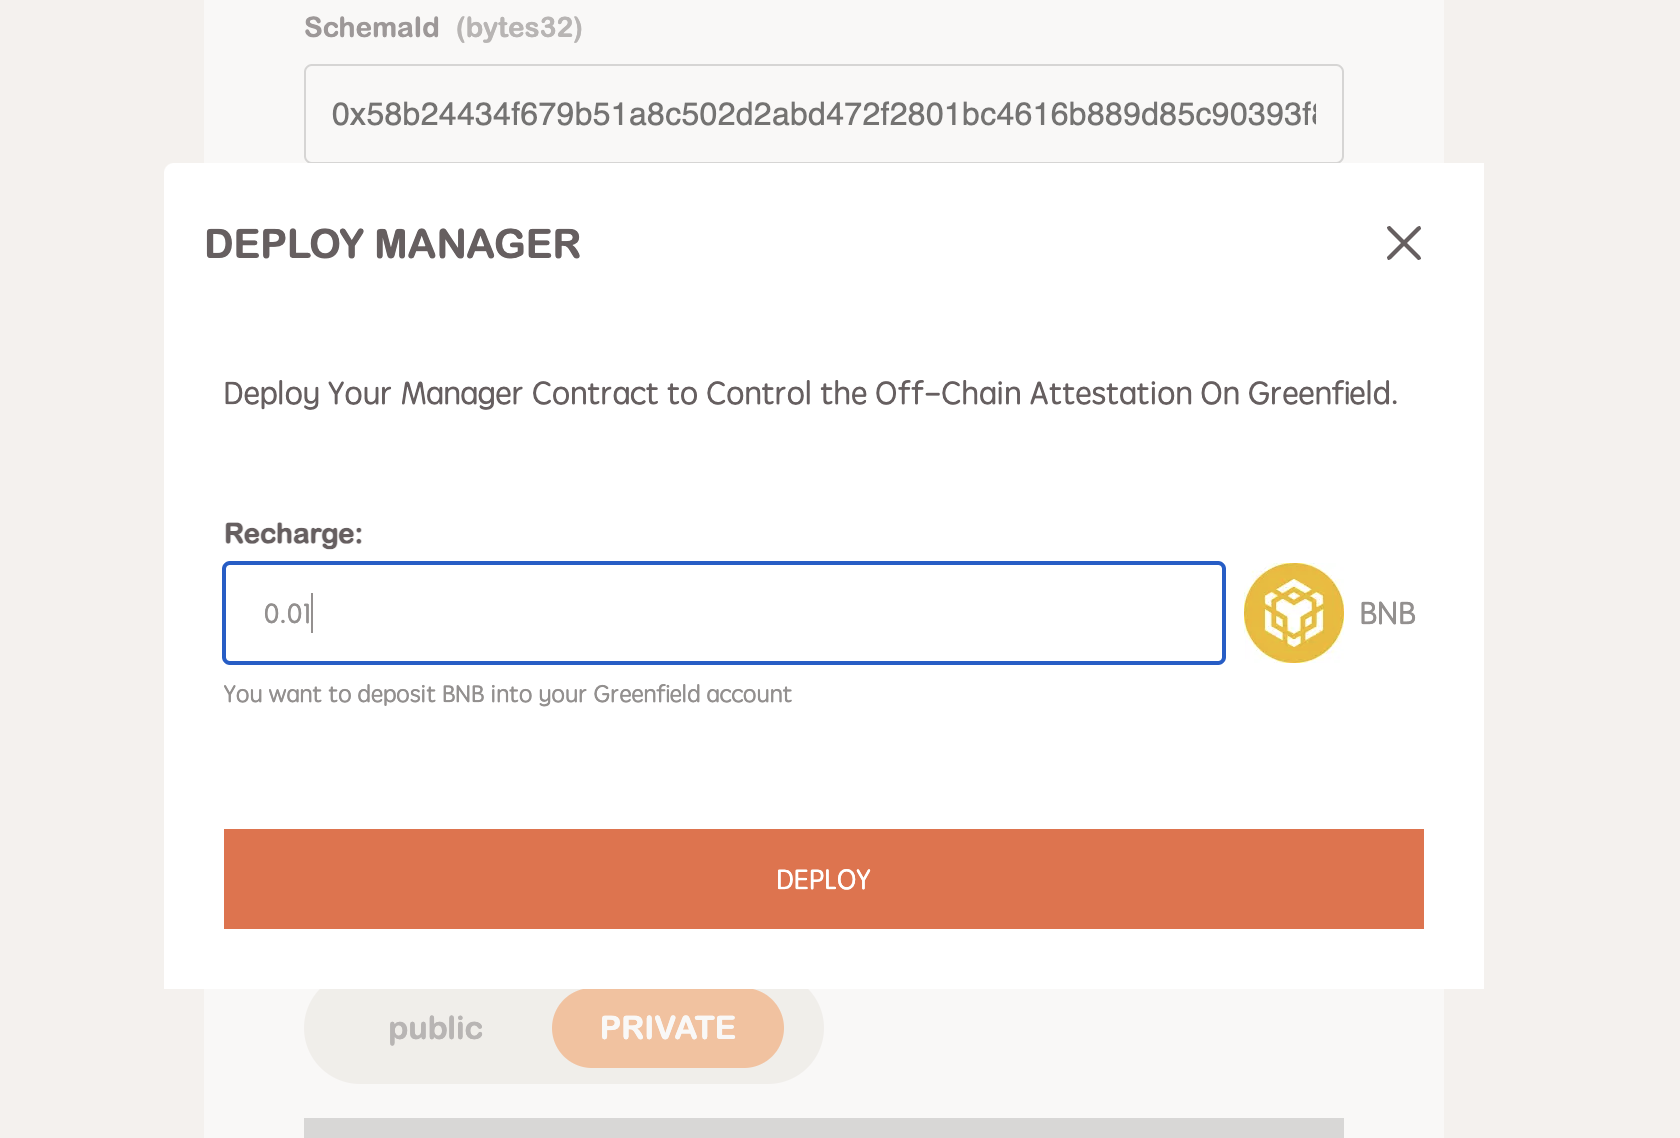 SchemaId (bytes32)
0x58b24434f679b51a8c502d2abd472f2801bc4616b889d85c90393f
DEPLOY MANAGER
Deploy Your Manager Contract to Control the Off-Chain Attestation On Greenfield.
Recharge:
0.01
BNB
You want to deposit BNB into your Greenfield account
DEPLOY
public PRIVATE